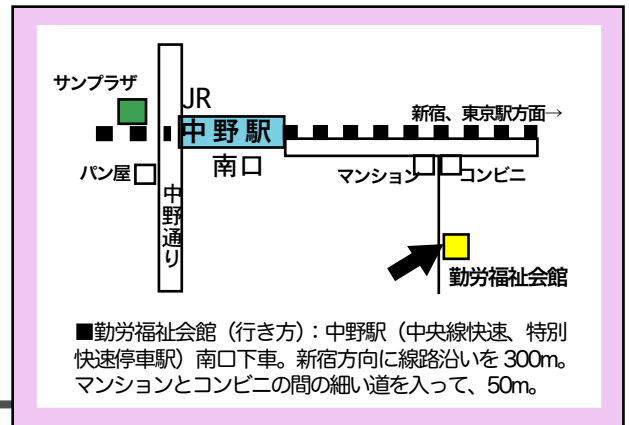 サンプラザ
JR
中野駅
新宿、東京駅方面→
南口
パン屋
マンション
コンビニ
中野通り
勤労福祉会館
■勤労福祉会館（行き方）：中野駅（中央線快速、特別
快速停車駅）南口下車。新宿方向に線路沿いを 300m。
マンションとコンビニの間の細い道を入って、50m。